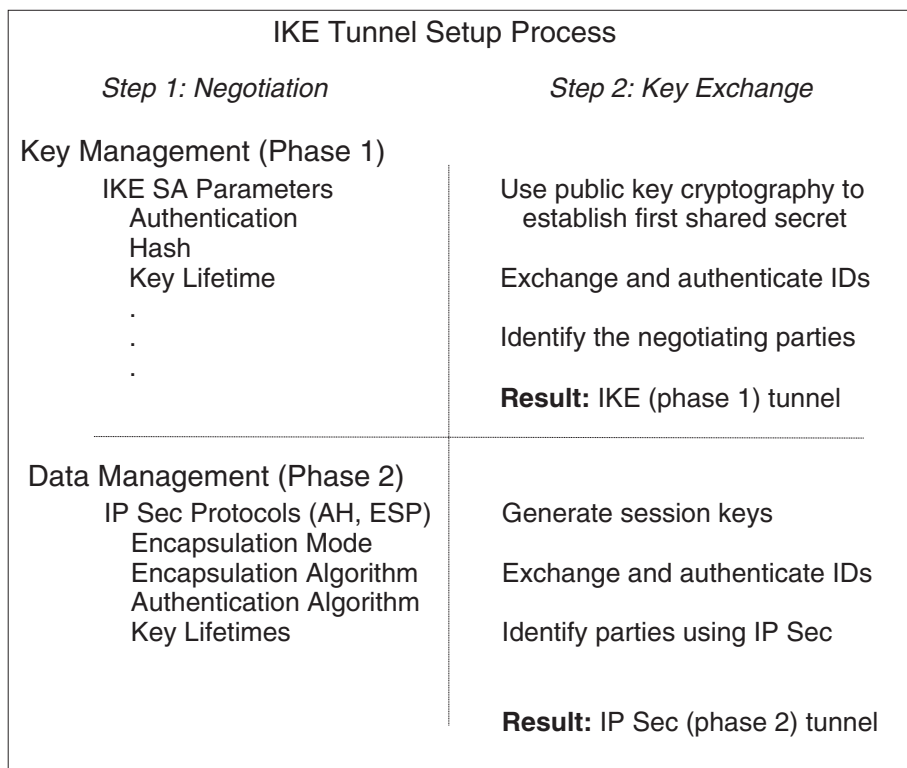 IKE Tunnel Setup Process
Step 1: Negotiation
Step 2: Key Exchange
Key Management (Phase 1)
IKE SA Parameters
Authentication
Hash
Key Lifetime
.
.
.
Use public key cryptography to
establish first shared secret
Exchange and authenticate IDs
Identify the negotiating parties
Result: IKE (phase 1) tunnel
Data Management (Phase 2)
IP Sec Protocols (AH, ESP)
Encapsulation Mode
Encapsulation Algorithm
Authentication Algorithm
Key Lifetimes
Generate session keys
Exchange and authenticate IDs
Identify parties using IP Sec
Result: IP Sec (phase 2) tunnel